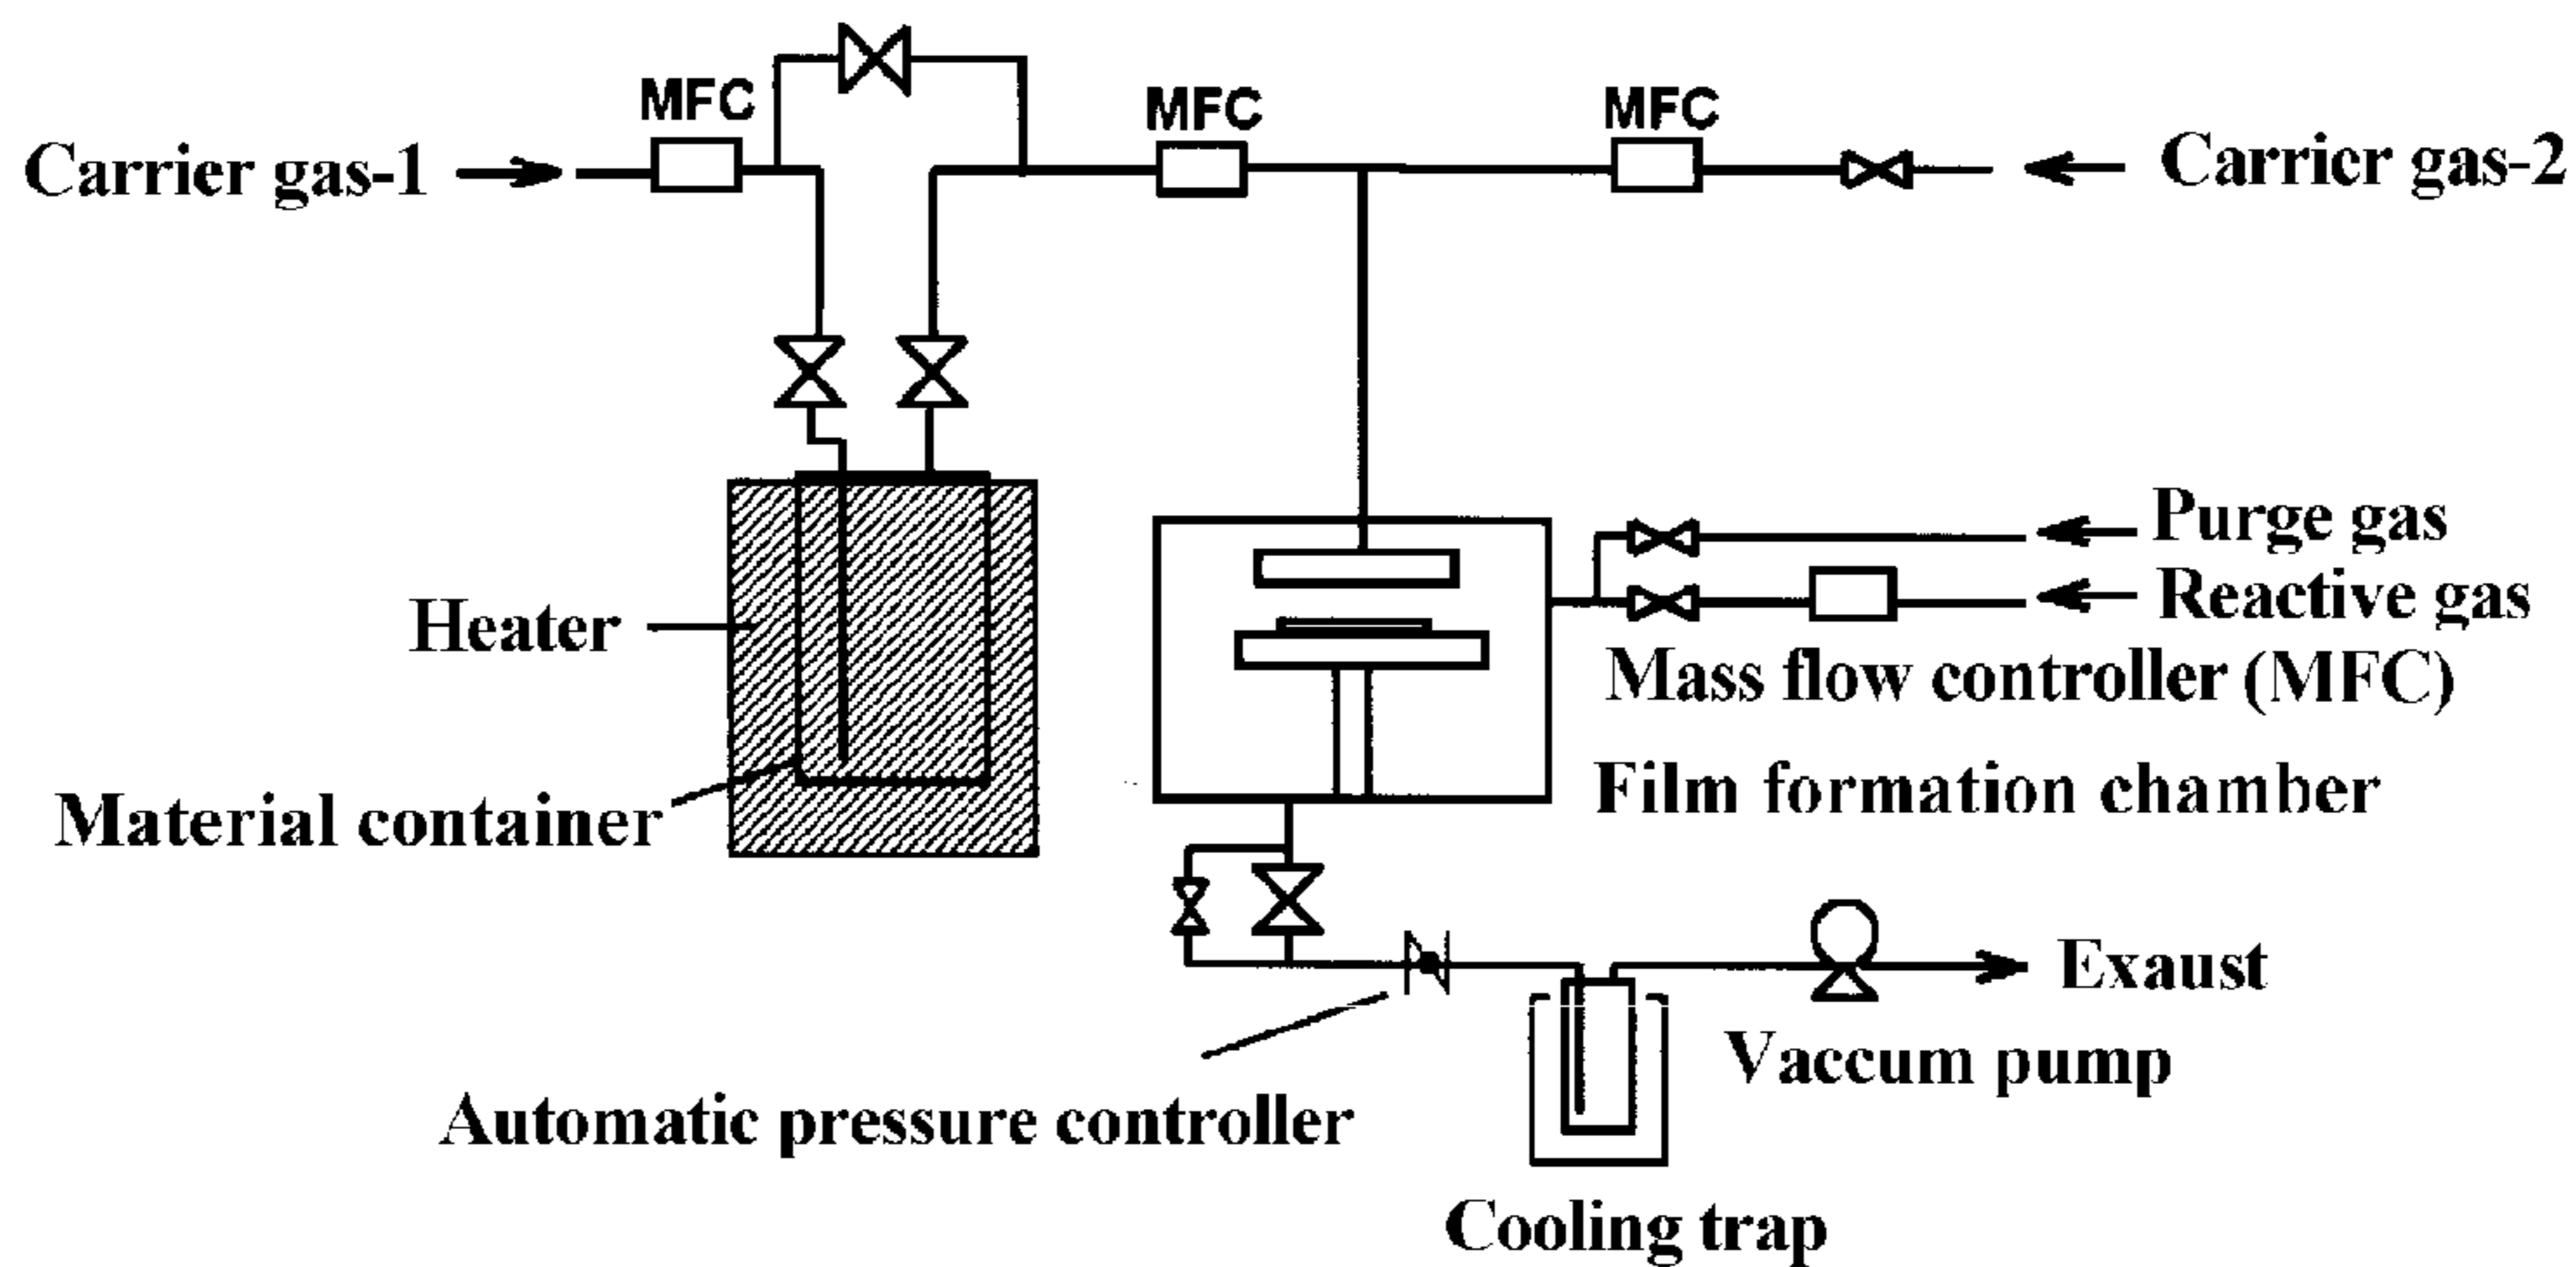 MFC
MFC
MFC
Carrier gas-1
Carrier gas-2
Purge gas
Reactive gas
Heater
Mass flow controller (MFC)
Material container
Film formation chamber
Exaust
Vaccum pump
Automatic pressure controller
Cooling trap